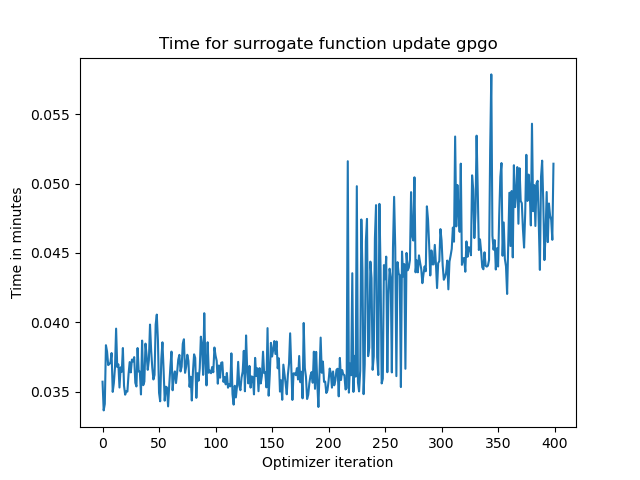 Time for surrogate function update gpgo
Time in minutes
0.055
0.050
0.045
0.040
0.035
0 50 100 150 200 250 300 350 400
Optimizer iteration